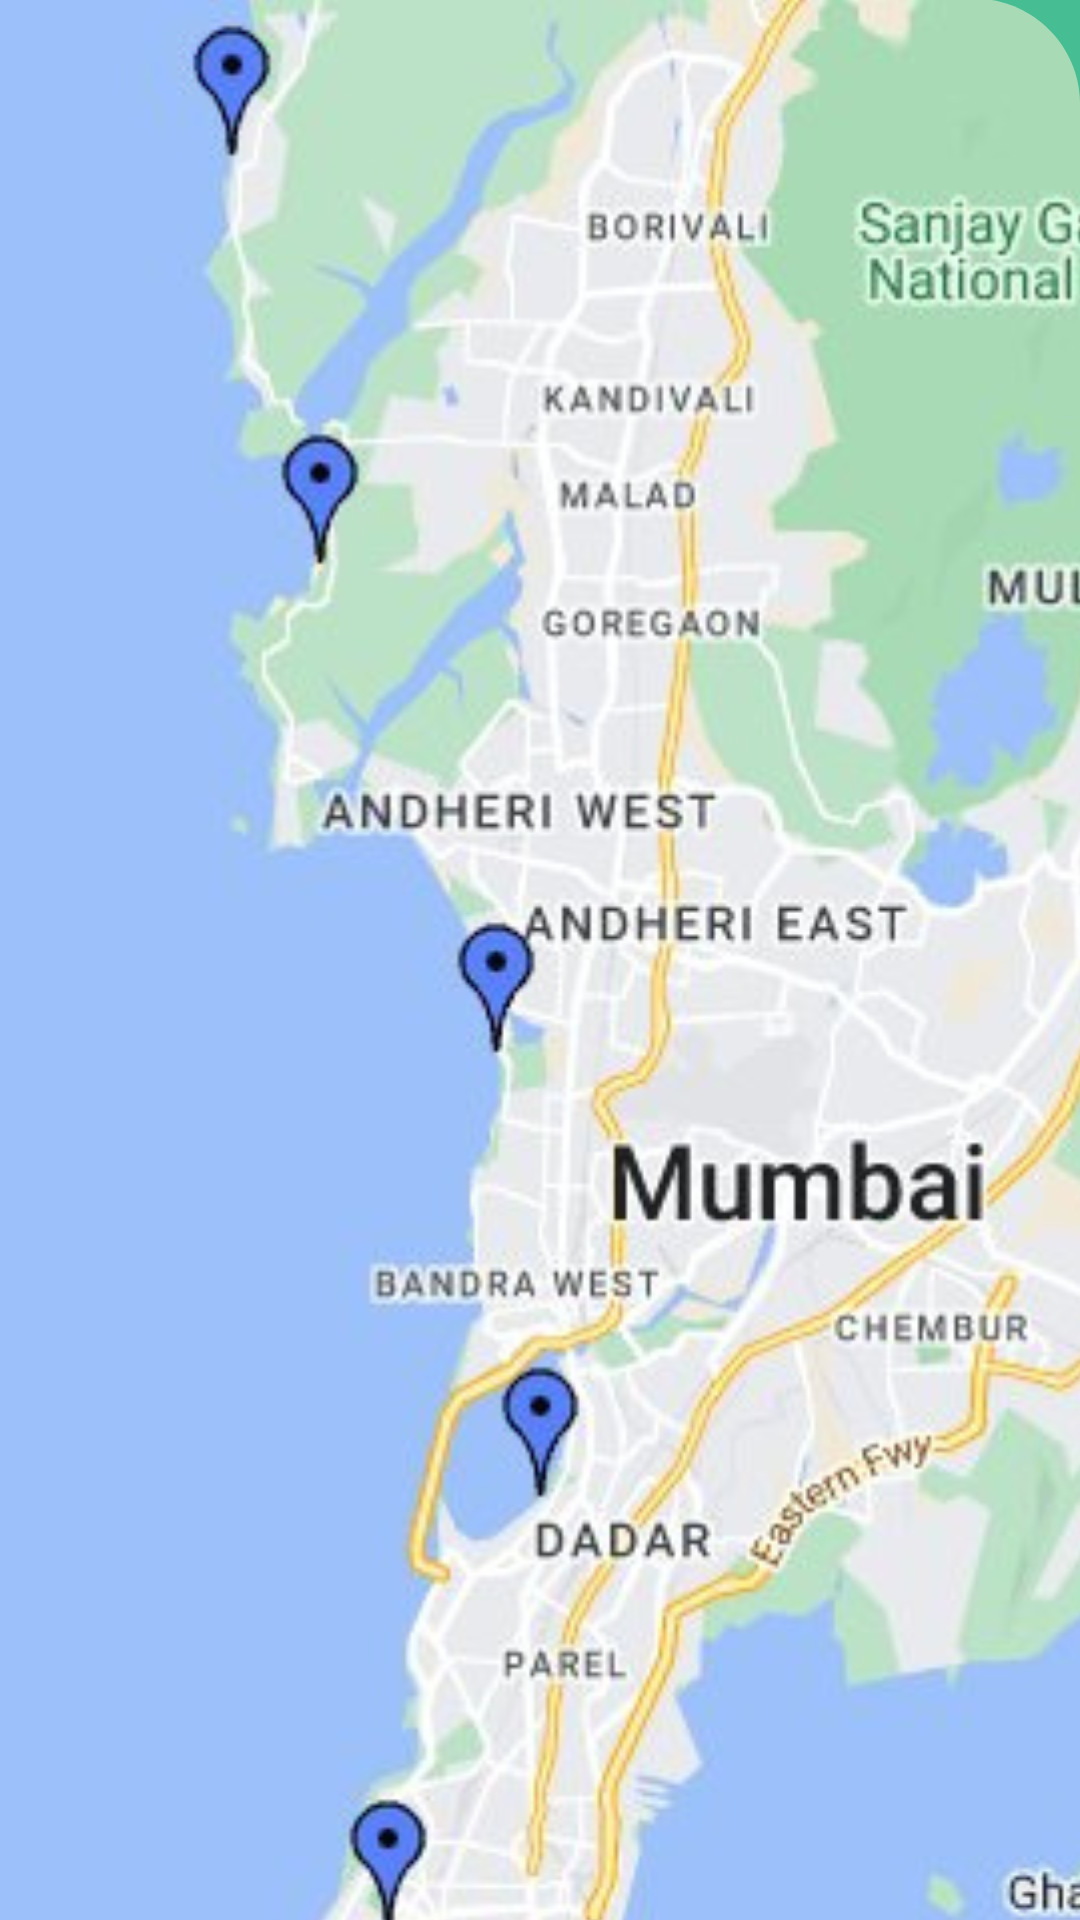 BORIVALI
Sanjay Ga
National
KANDIVALI
MALAD
MUL
GOREGAON
ANDHERI WEST
ANDHERI EAST
Mumbai
BANDRA WEST
CHEMBUR
Eastern Fwy
DADAR
PAREL
Gha